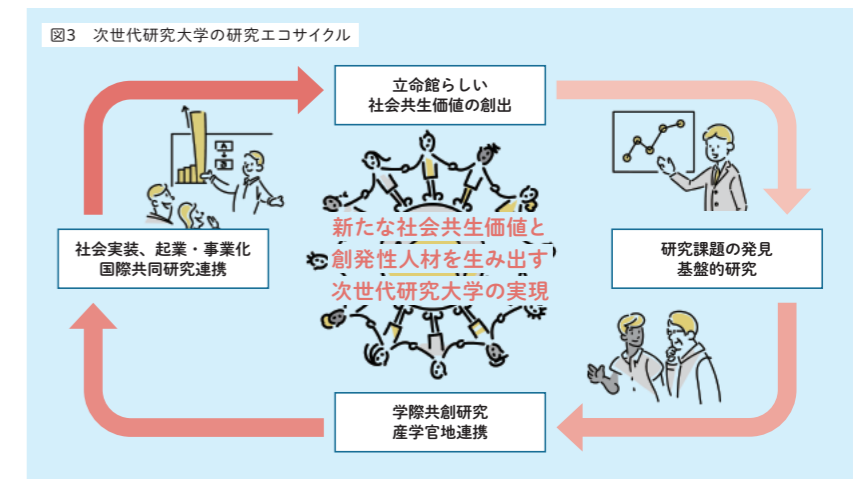 図3 次世代研究大学の研究エコサイクル
立命館らしい
社会共生価値の創出
新たな社会共生価値と
創発性人材を生み出す
次世代研究大学の実現
社会実装、起業・事業化
国際共同研究連携
研究課題の発見
基盤的研究
学際共創研究
産学官地連携